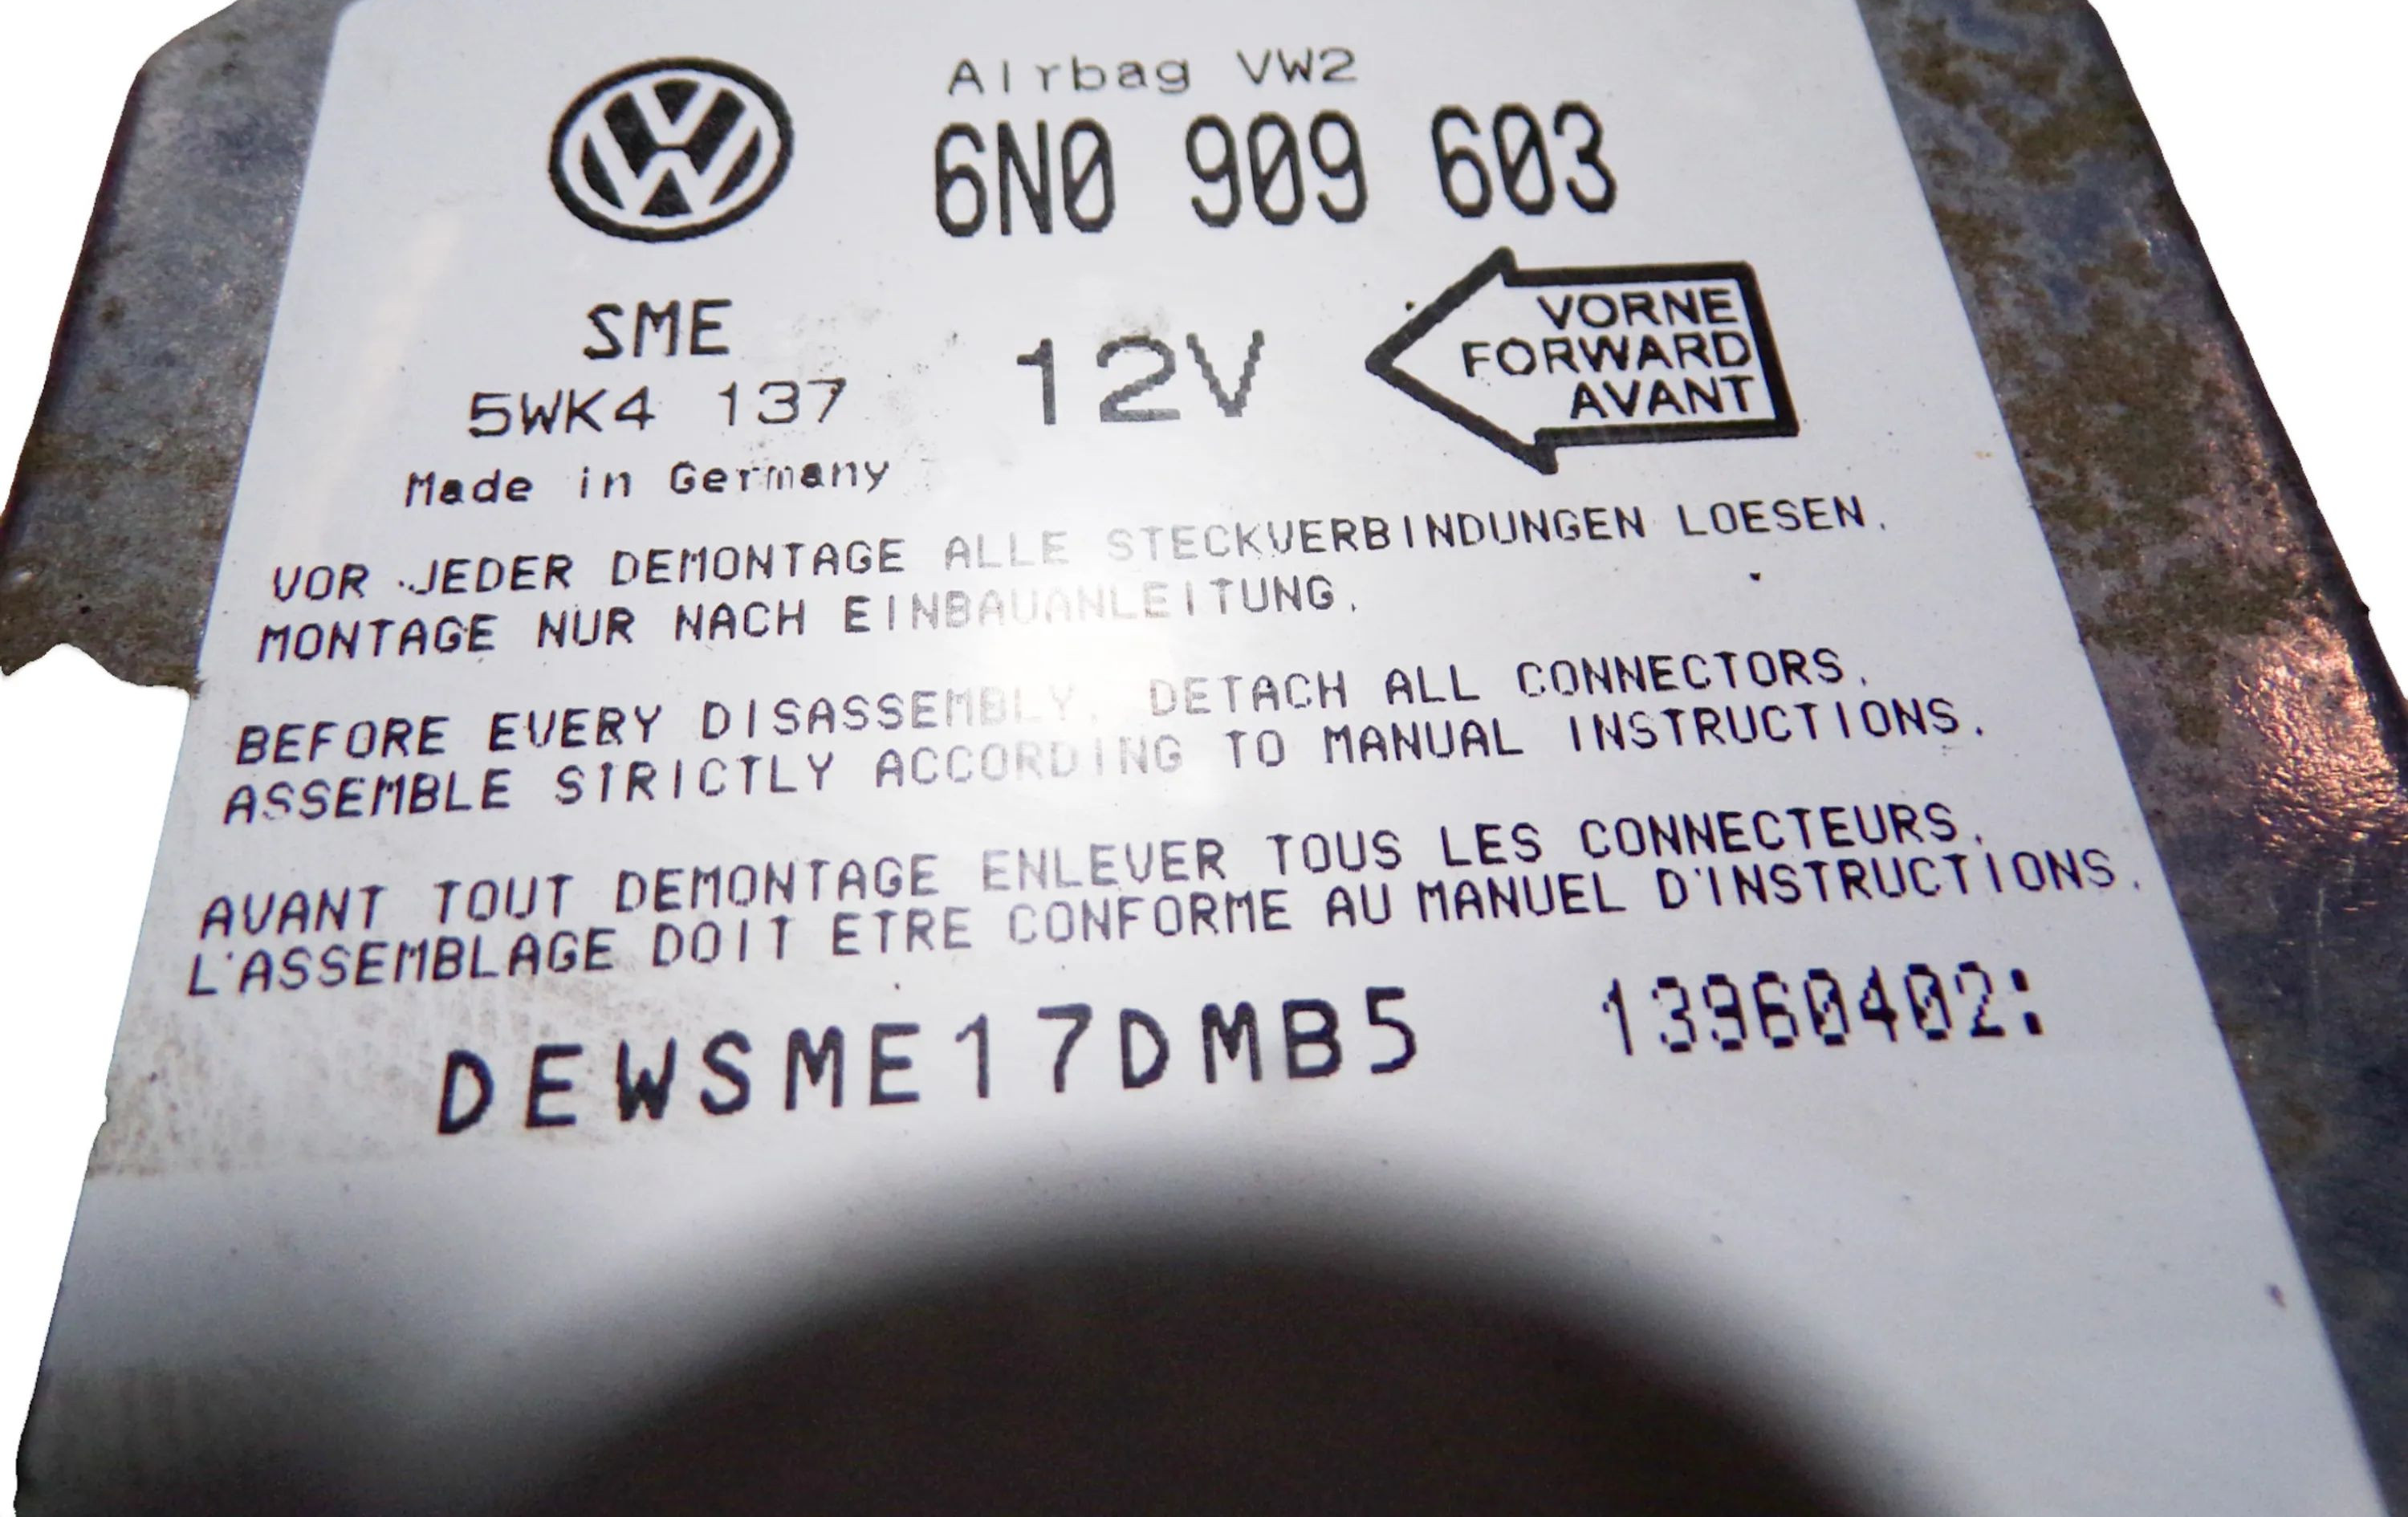 Airbag VW2
6N0 909 603
SME
5WK4 137
12V
VORNE
FORWARD
AVANT
Made in Germany
VOR JEDER DEMONTAGE ALLE STECKVERBINDUNGEN LOESEN.
MONTAGE NUR NACH EINBAUANLEITUNG.
BEFORE EVERY DISASSEMBLY, DETACH ALL CONNECTORS.
ASSEMBLE STRICTLY ACCORDING TO MANUAL INSTRUCTIONS.
AVANT TOUT DEMONTAGE ENLEVER TOUS LES CONNECTEURS.
L'ASSEMBLAGE DOIT ETRE CONFORME AU MANUEL D'INSTRUCTIONS.
DEWSME17DMB5 13960402: